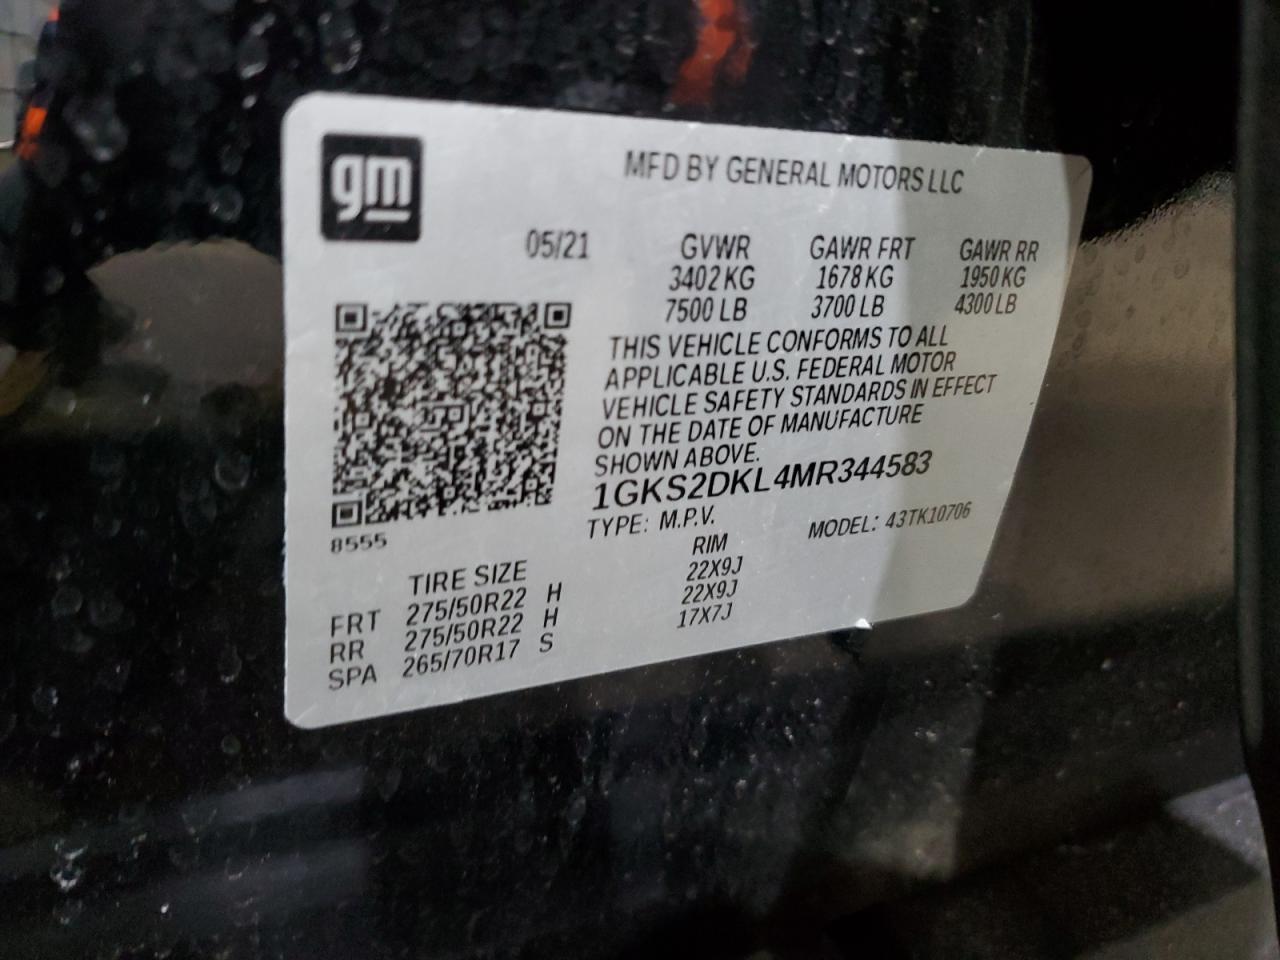 gm
MFD BY GENERAL MOTORS LLC
05/21
GVWR GAWR FRT GAWR RR
3402 KG 1678 KG 1950 KG
7500 LB 3700 LB 4300 LB
THIS VEHICLE CONFORMS TO ALL
APPLICABLE U.S. FEDERAL MOTOR
VEHICLE SAFETY STANDARDS IN EFFECT
ON THE DATE OF MANUFACTURE
SHOWN ABOVE.
1GKS2DKL4MR344583
TYPE: M.P.V. MODEL: 43TK10706
8555
TIRE SIZE RIM
FRT 275/50R22 H 22X9J
RR 275/50R22 H 22X9J
SPA 265/70R17 S 17X7J